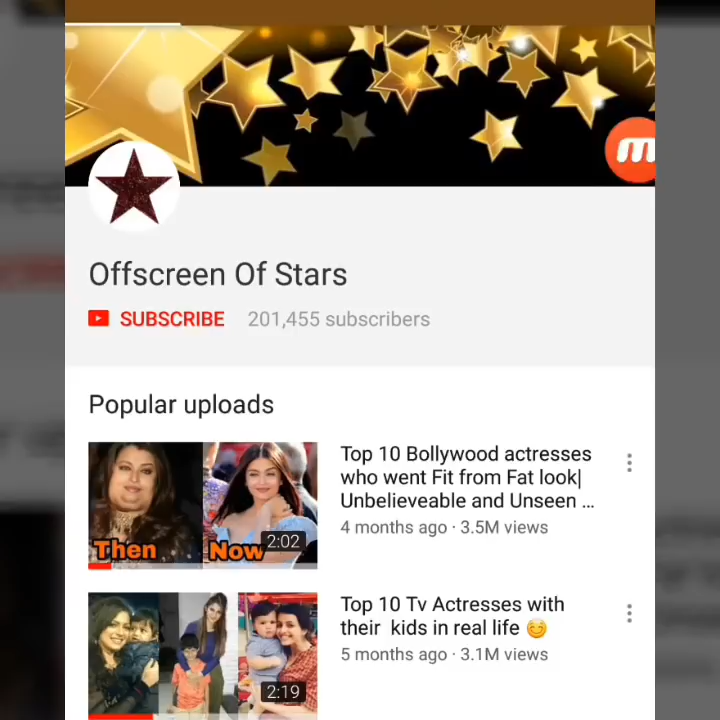 m
Offscreen Of Stars
SUBSCRIBE 201,455 subscribers
Popular uploads
Top 10 Bollywood actresses
who went Fit from Fat look|
Unbelieveable and Unseen ...
4 months ago · 3.5M views
Then Now 2:02
Top 10 Tv Actresses with
their kids in real life 😊
5 months ago · 3.1M views
2:19